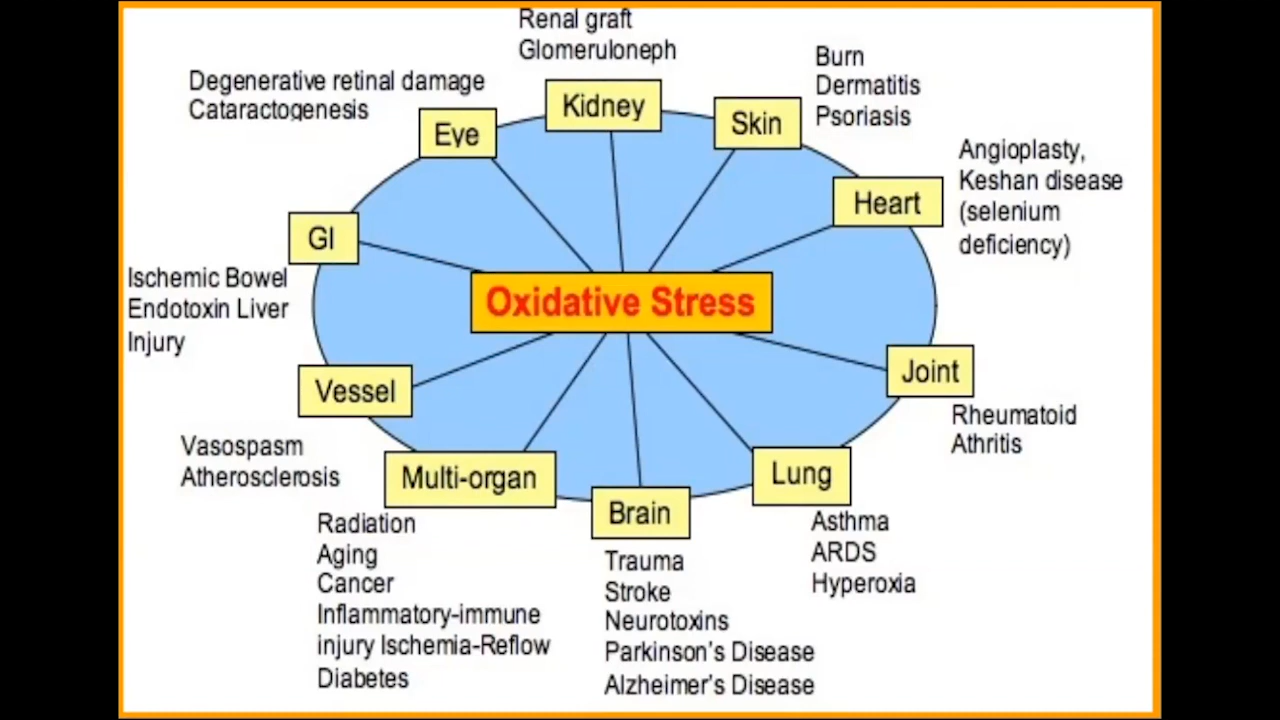 Renal graft
Glomeruloneph
Kidney
Burn
Dermatitis
Psoriasis
Skin
Angioplasty,
Keshan disease
(selenium
deficiency)
Heart
Degenerative retinal damage
Cataractogenesis
Eye
GI
Ischemic Bowel
Endotoxin Liver
Injury
Oxidative Stress
Vessel
Vasospasm
Atherosclerosis
Joint
Rheumatoid
Athritis
Multi-organ
Radiation
Aging
Cancer
Inflammatory-immune
injury Ischemia-Reflow
Diabetes
Brain
Trauma
Stroke
Neurotoxins
Parkinson's Disease
Alzheimer's Disease
Lung
Asthma
ARDS
Hyperoxia